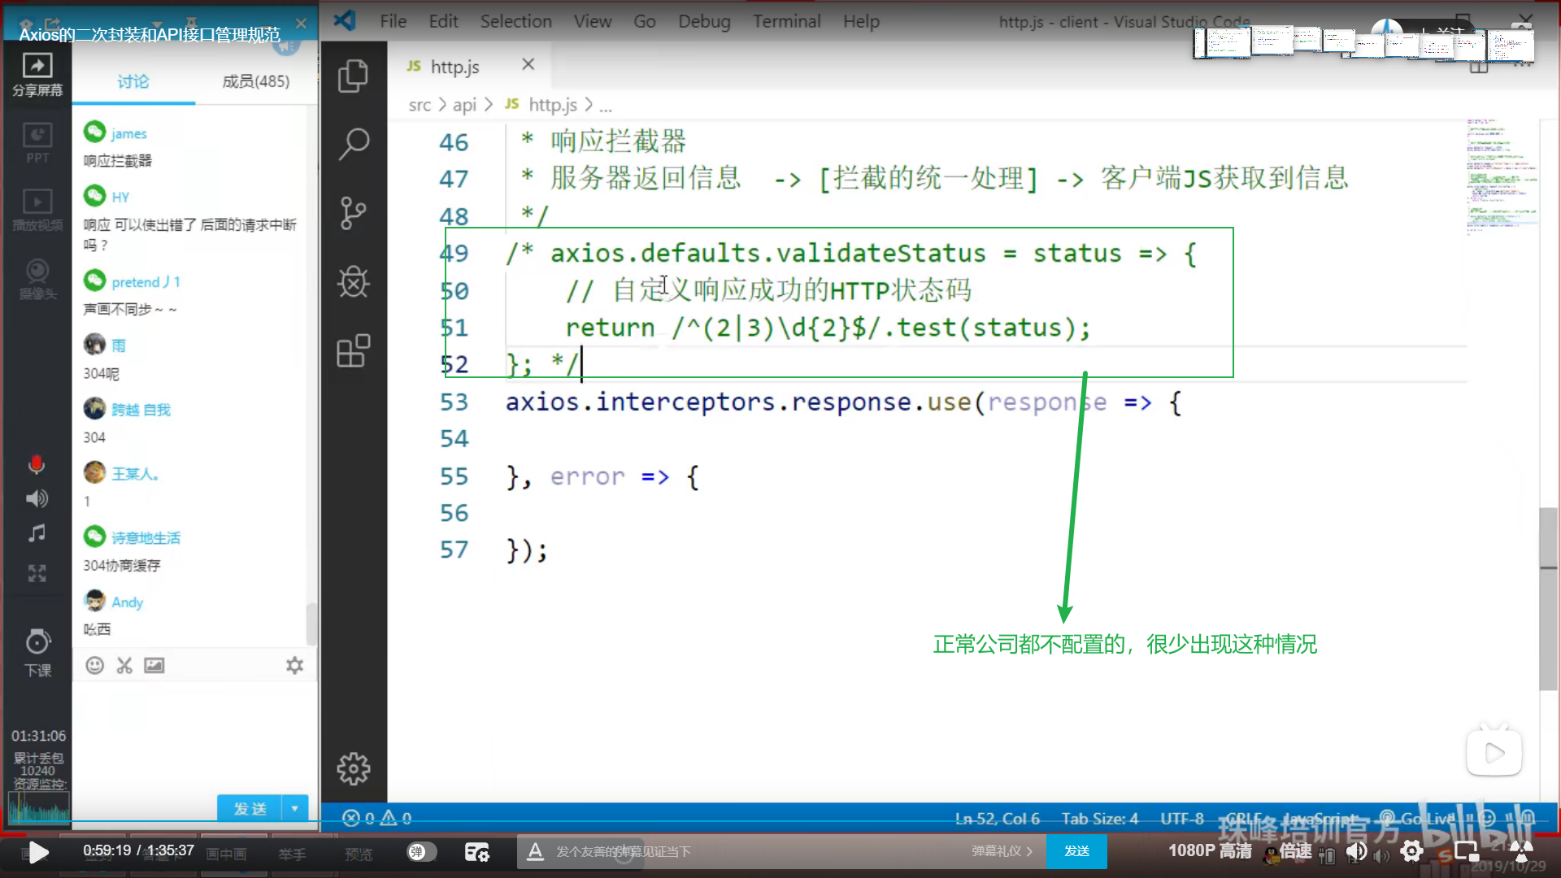 Axios的二次封装和API接口管理规范
分享屏幕
PPT
播放视频
摄像头
下课
01:31:06
累计丢包
10240
资源监控:
讨论
成员(485)
james
响应拦截器
HY
响应 可以使出错了 后面的请求中断
吗？
pretend丿1
声画不同步~ ~
雨
304呢
跨越 自我
304
王某人。
1
诗意地生活
304协商缓存
Andy
吆西
发 送
File Edit Selection View Go Debug Terminal Help
http.js - client - Visual Studio Code
JS http.js
src > api > JS http.js > ...
46 * 响应拦截器
47 * 服务器返回信息 -> [拦截的统一处理] -> 客户端JS获取到信息
48 */
49 /* axios.defaults.validateStatus = status => {
50 // 自定义响应成功的HTTP状态码
51 return /^(2|3)\d{2}$/.test(status);
52 }; */
53 axios.interceptors.response.use(response => {
54
55 }, error => {
56
57 });
正常公司都不配置的，很少出现这种情况
0 0
Ln 52, Col 6 Tab Size: 4 UTF-8 CRLF JavaScript Go Live
珠峰培训官方
bilibili
0:59:19 / 1:35:37
画中画
举手
预览
弹
发个友善的弹幕见证当下
弹幕礼仪 >
发送
1080P 高清
倍速
2019/10/29